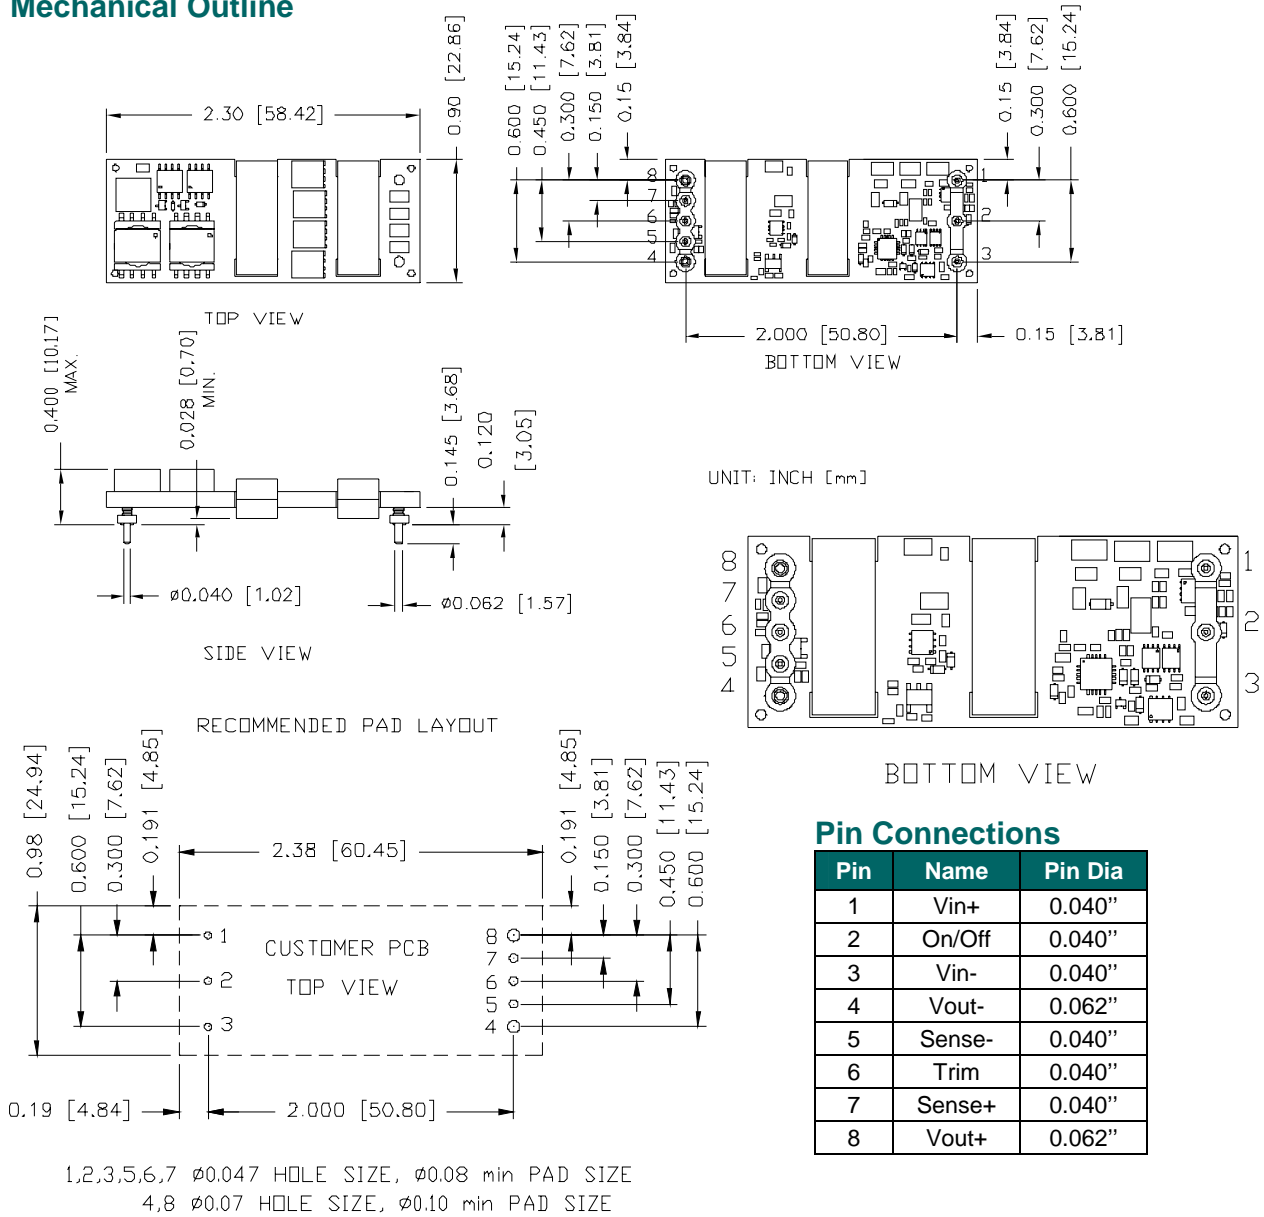 Mechanical Outline
2.30 [58.42]
0.90 [22.86]
TOP VIEW
0.600 [15.24]
0.450 [11.43]
0.300 [7.62]
0.150 [3.81]
0.15 [3.84]
0.15 [3.84]
0.300 [7.62]
0.600 [15.24]
8
7
6
5
4
1
2
3
2.000 [50.80]
0.15 [3.81]
BOTTOM VIEW
0.400 [10.17]
MAX.
0.028 [0.70]
MIN.
0.145 [3.68]
0.120
[3.05]
ø0.040 [1.02]
ø0.062 [1.57]
SIDE VIEW
UNIT: INCH [mm]
8
7
6
5
4
1
2
3
BOTTOM VIEW
RECOMMENDED PAD LAYOUT
0.98 [24.94]
0.600 [15.24]
0.300 [7.62]
0.191 [4.85]
2.38 [60.45]
0.191 [4.85]
0.150 [3.81]
0.300 [7.62]
0.450 [11.43]
0.600 [15.24]
1
2
3
CUSTOMER PCB
TOP VIEW
8
7
6
5
4
0.19 [4.84]
2.000 [50.80]
1,2,3,5,6,7 ø0.047 HOLE SIZE, ø0.08 min PAD SIZE
4,8 ø0.07 HOLE SIZE, ø0.10 min PAD SIZE
Pin Connections
Pin Name Pin Dia
1 Vin+ 0.040’’
2 On/Off 0.040’’
3 Vin- 0.040’’
4 Vout- 0.062’’
5 Sense- 0.040’’
6 Trim 0.040’’
7 Sense+ 0.040’’
8 Vout+ 0.062’’